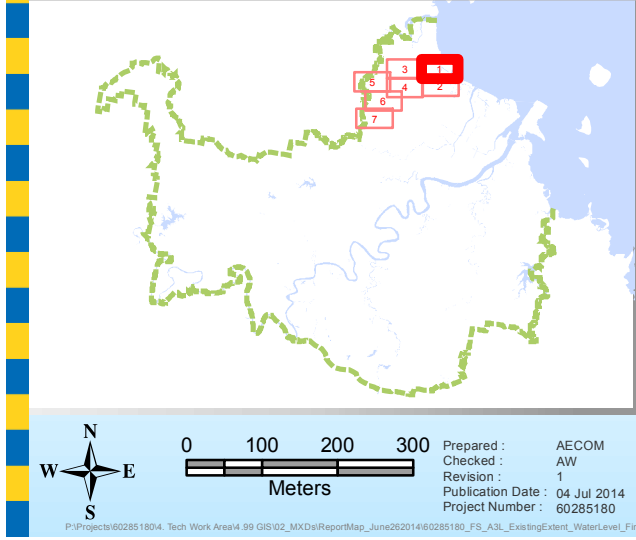 3 1
5 4 2
6
7
N
W E
S
0 100 200 300
Meters
Prepared : AECOM
Checked : AW
Revision : 1
Publication Date : 04 Jul 2014
Project Number : 60285180
P:\Projects\60285180\4. Tech Work Area\4.99 GIS\02_MXDs\ReportMap_June262014\60285180_FS_A3L_ExistingExtent_WaterLevel_Fir